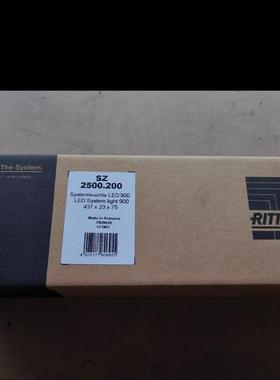 The System.
SZ
2500.200
Systemleuchte LED 900
LED System light 900
437 x 23 x 75
Made in Romania
RITT